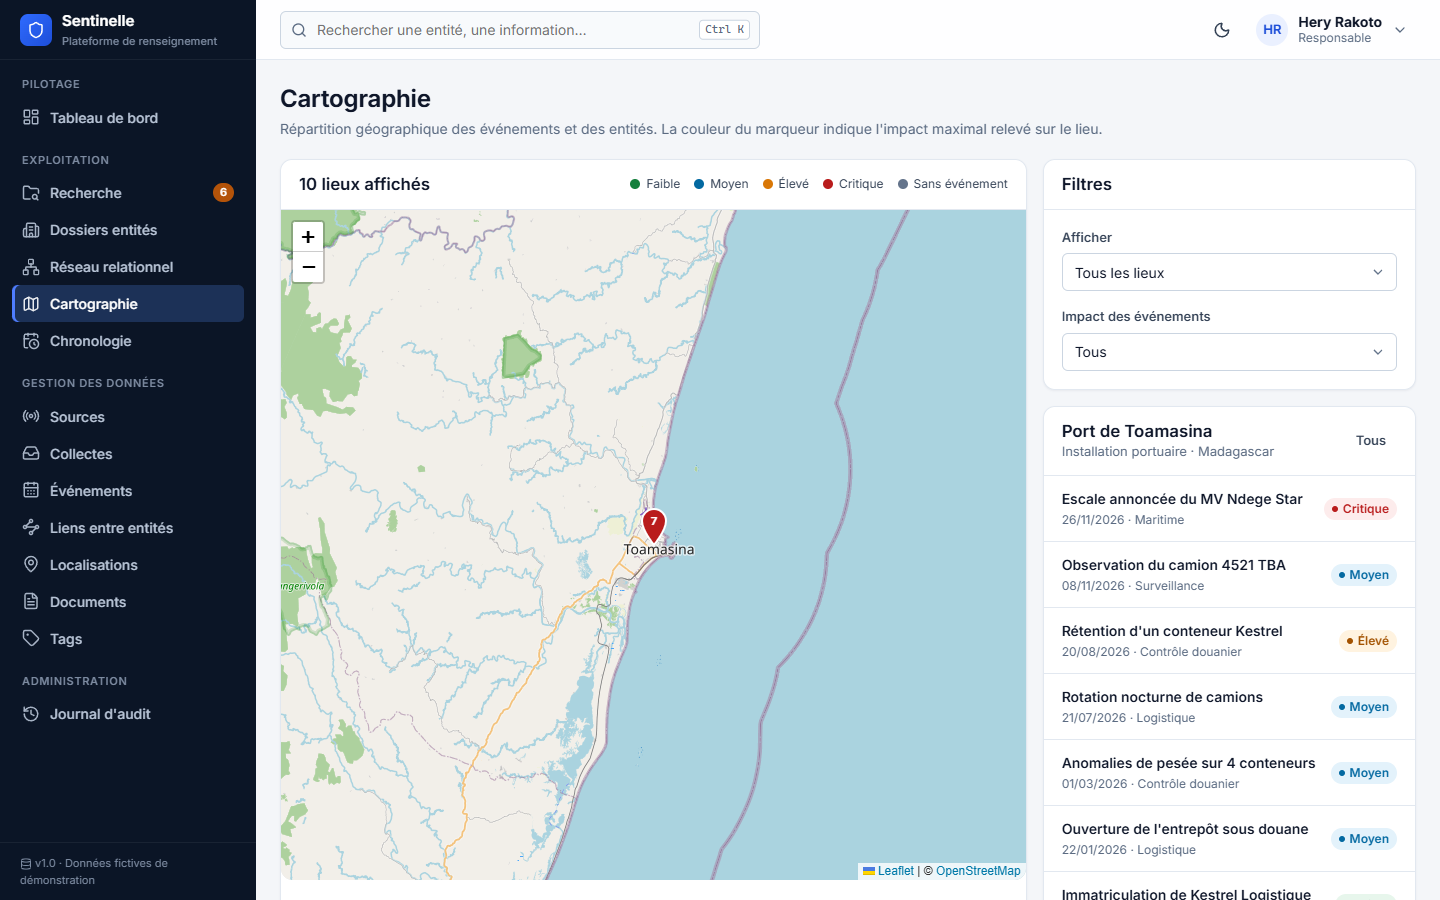 Sentinelle
Plateforme de renseignement
PILOTAGE
Tableau de bord
EXPLOITATION
Recherche
6
Dossiers entités
Réseau relationnel
Cartographie
Chronologie
GESTION DES DONNÉES
Sources
Collectes
Événements
Liens entre entités
Localisations
Documents
Tags
ADMINISTRATION
Journal d'audit
v1.0 · Données fictives de
démonstration
Rechercher une entité, une information...
Ctrl K
HR
Hery Rakoto
Responsable
Cartographie
Répartition géographique des événements et des entités. La couleur du marqueur indique l'impact maximal relevé sur le lieu.
10 lieux affichés
Faible
Moyen
Élevé
Critique
Sans événement
+
−
7
Toamasina
ngerivola
Leaflet | © OpenStreetMap
Filtres
Afficher
Tous les lieux
Impact des événements
Tous
Port de Toamasina
Installation portuaire · Madagascar
Tous
Escale annoncée du MV Ndege Star
26/11/2026 · Maritime
Critique
Observation du camion 4521 TBA
08/11/2026 · Surveillance
Moyen
Rétention d'un conteneur Kestrel
20/08/2026 · Contrôle douanier
Élevé
Rotation nocturne de camions
21/07/2026 · Logistique
Moyen
Anomalies de pesée sur 4 conteneurs
01/03/2026 · Contrôle douanier
Moyen
Ouverture de l'entrepôt sous douane
22/01/2026 · Logistique
Moyen
Immatriculation de Kestrel Logistique